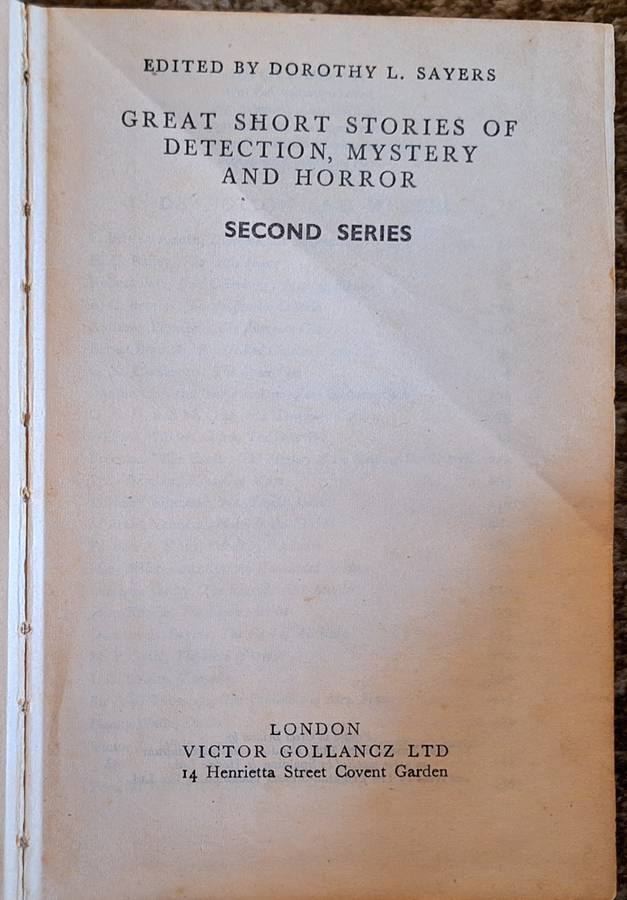 EDITED BY DOROTHY L. SAYERS
GREAT SHORT STORIES OF
DETECTION, MYSTERY
AND HORROR
SECOND SERIES
LONDON
VICTOR GOLLANCZ LTD
14 Henrietta Street Covent Garden